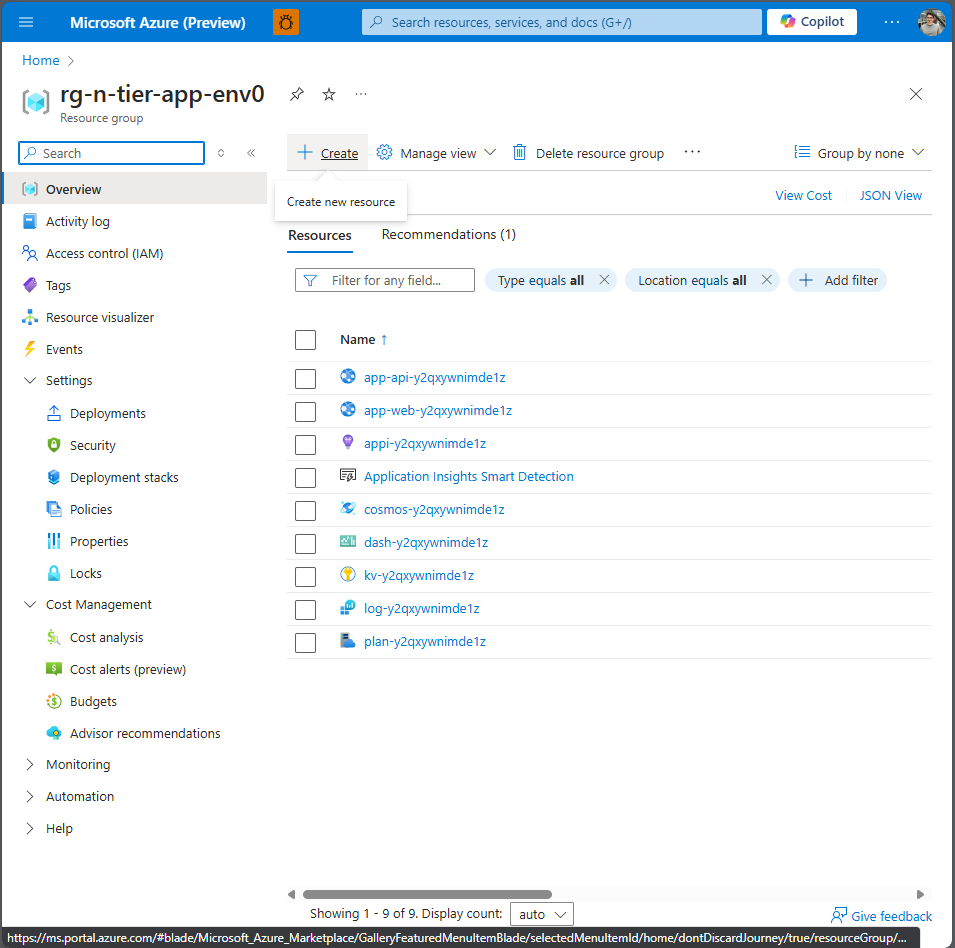 Microsoft Azure (Preview)
Search resources, services, and docs (G+/)
Copilot
Home
rg-n-tier-app-env0
Resource group
Search
Overview
Activity log
Access control (IAM)
Tags
Resource visualizer
Events
Settings
Deployments
Security
Deployment stacks
Policies
Properties
Locks
Cost Management
Cost analysis
Cost alerts (preview)
Budgets
Advisor recommendations
Monitoring
Automation
Help
Create
Manage view
Delete resource group
Group by none
Create new resource
View Cost
JSON View
Resources
Recommendations (1)
Filter for any field...
Type equals all
Location equals all
Add filter
Name ↑
app-api-y2qxywnimde1z
app-web-y2qxywnimde1z
appi-y2qxywnimde1z
Application Insights Smart Detection
cosmos-y2qxywnimde1z
dash-y2qxywnimde1z
kv-y2qxywnimde1z
log-y2qxywnimde1z
plan-y2qxywnimde1z
Showing 1 - 9 of 9. Display count:
auto
Give feedback
https://ms.portal.azure.com/#blade/Microsoft_Azure_Marketplace/GalleryFeaturedMenuItemBlade/selectedMenuItemId/home/dontDiscardJourney/true/resourceGroup/...